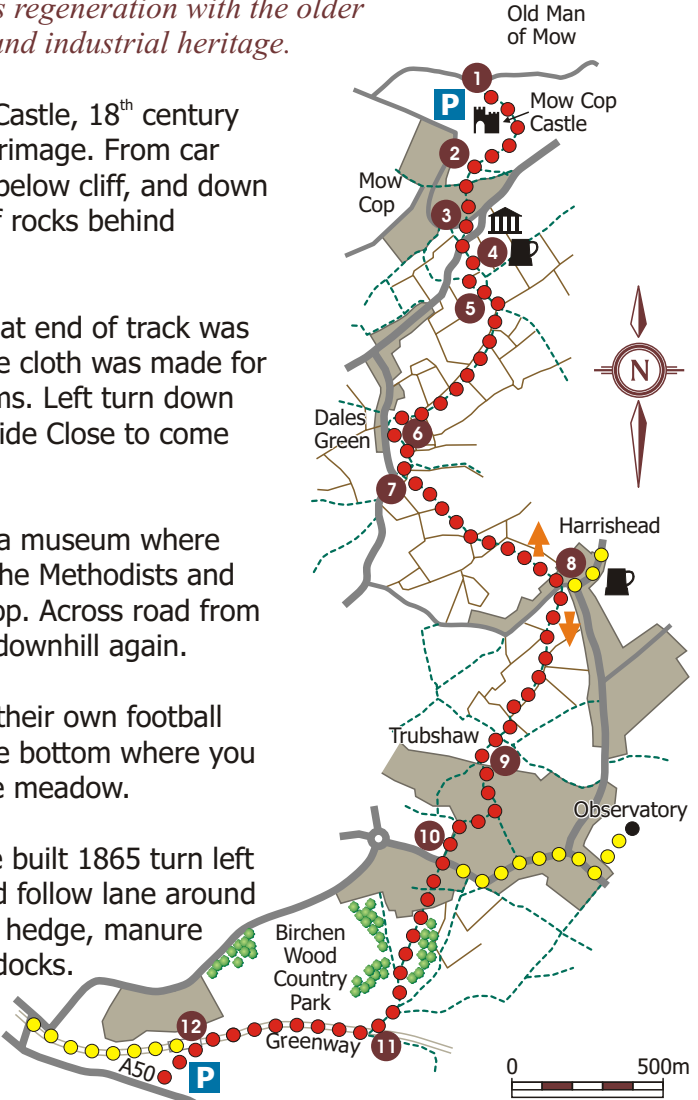 s regeneration with the older
and industrial heritage.
Castle, 18th century
rimage. From car
below cliff, and down
f rocks behind
at end of track was
e cloth was made for
ns. Left turn down
ide Close to come
a museum where
he Methodists and
op. Across road from
downhill again.
their own football
e bottom where you
e meadow.
e built 1865 turn left
d follow lane around
hedge, manure
docks.
Old Man
of Mow
1
P
Mow Cop
Castle
2
Mow
Cop
3
4
5
N
Dales
Green
6
7
Harrishead
8
Trubshaw
9
Observatory
10
Birchen
Wood
Country
Park
12
Greenway
11
A50
P
0 500m